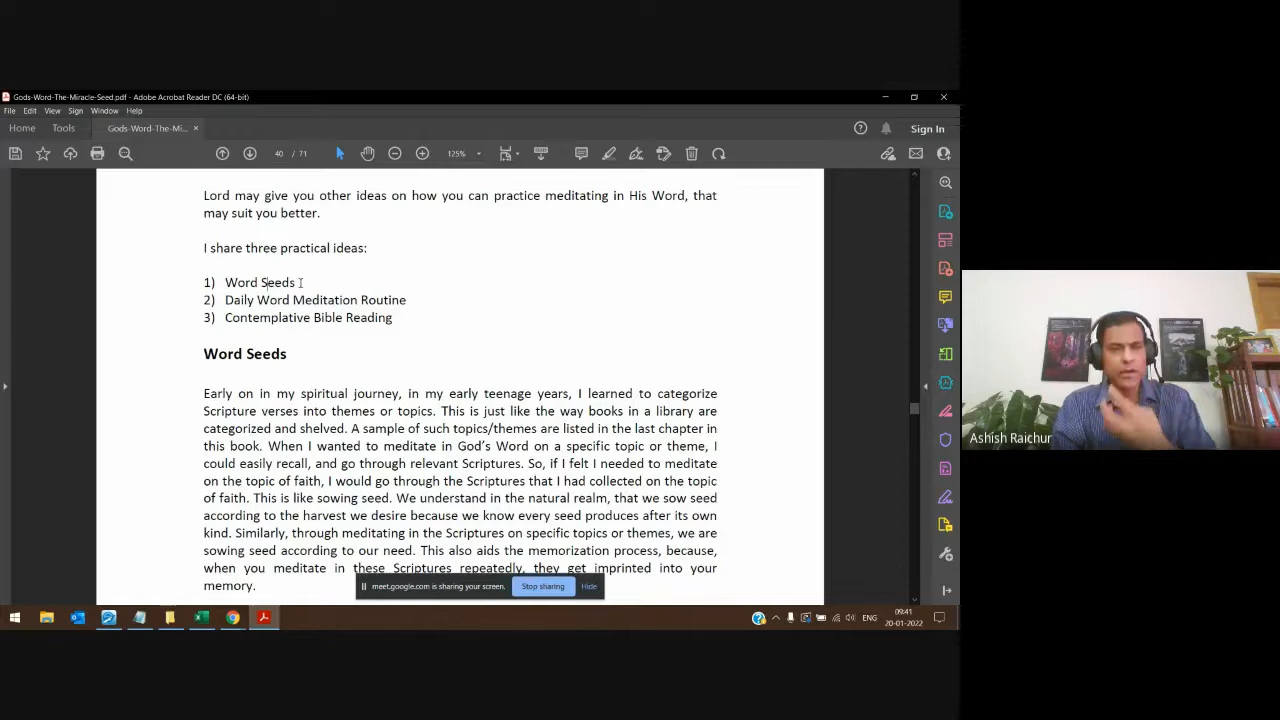 Gods-Word-The-Miracle-Seed.pdf - Adobe Acrobat Reader DC (64-bit)
File Edit View Sign Window Help
Home Tools Gods-Word-The-Mi... × Sign In
40 / 71 125%
Lord may give you other ideas on how you can practice meditating in His Word, that
may suit you better.
I share three practical ideas:
1) Word Seeds
2) Daily Word Meditation Routine
3) Contemplative Bible Reading
Word Seeds
Early on in my spiritual journey, in my early teenage years, I learned to categorize
Scripture verses into themes or topics. This is just like the way books in a library are
categorized and shelved. A sample of such topics/themes are listed in the last chapter in
this book. When I wanted to meditate in God's Word on a specific topic or theme, I
could easily recall, and go through relevant Scriptures. So, if I felt I needed to meditate
on the topic of faith, I would go through the Scriptures that I had collected on the topic
of faith. This is like sowing seed. We understand in the natural realm, that we sow seed
according to the harvest we desire because we know every seed produces after its own
kind. Similarly, through meditating in the Scriptures on specific topics or themes, we are
sowing seed according to our need. This also aids the memorization process, because,
when you meditate in these Scriptures repeatedly, they get imprinted into your
memory.
meet.google.com is sharing your screen. Stop sharing Hide
Ashish Raichur
ENG
09:41
20-01-2022